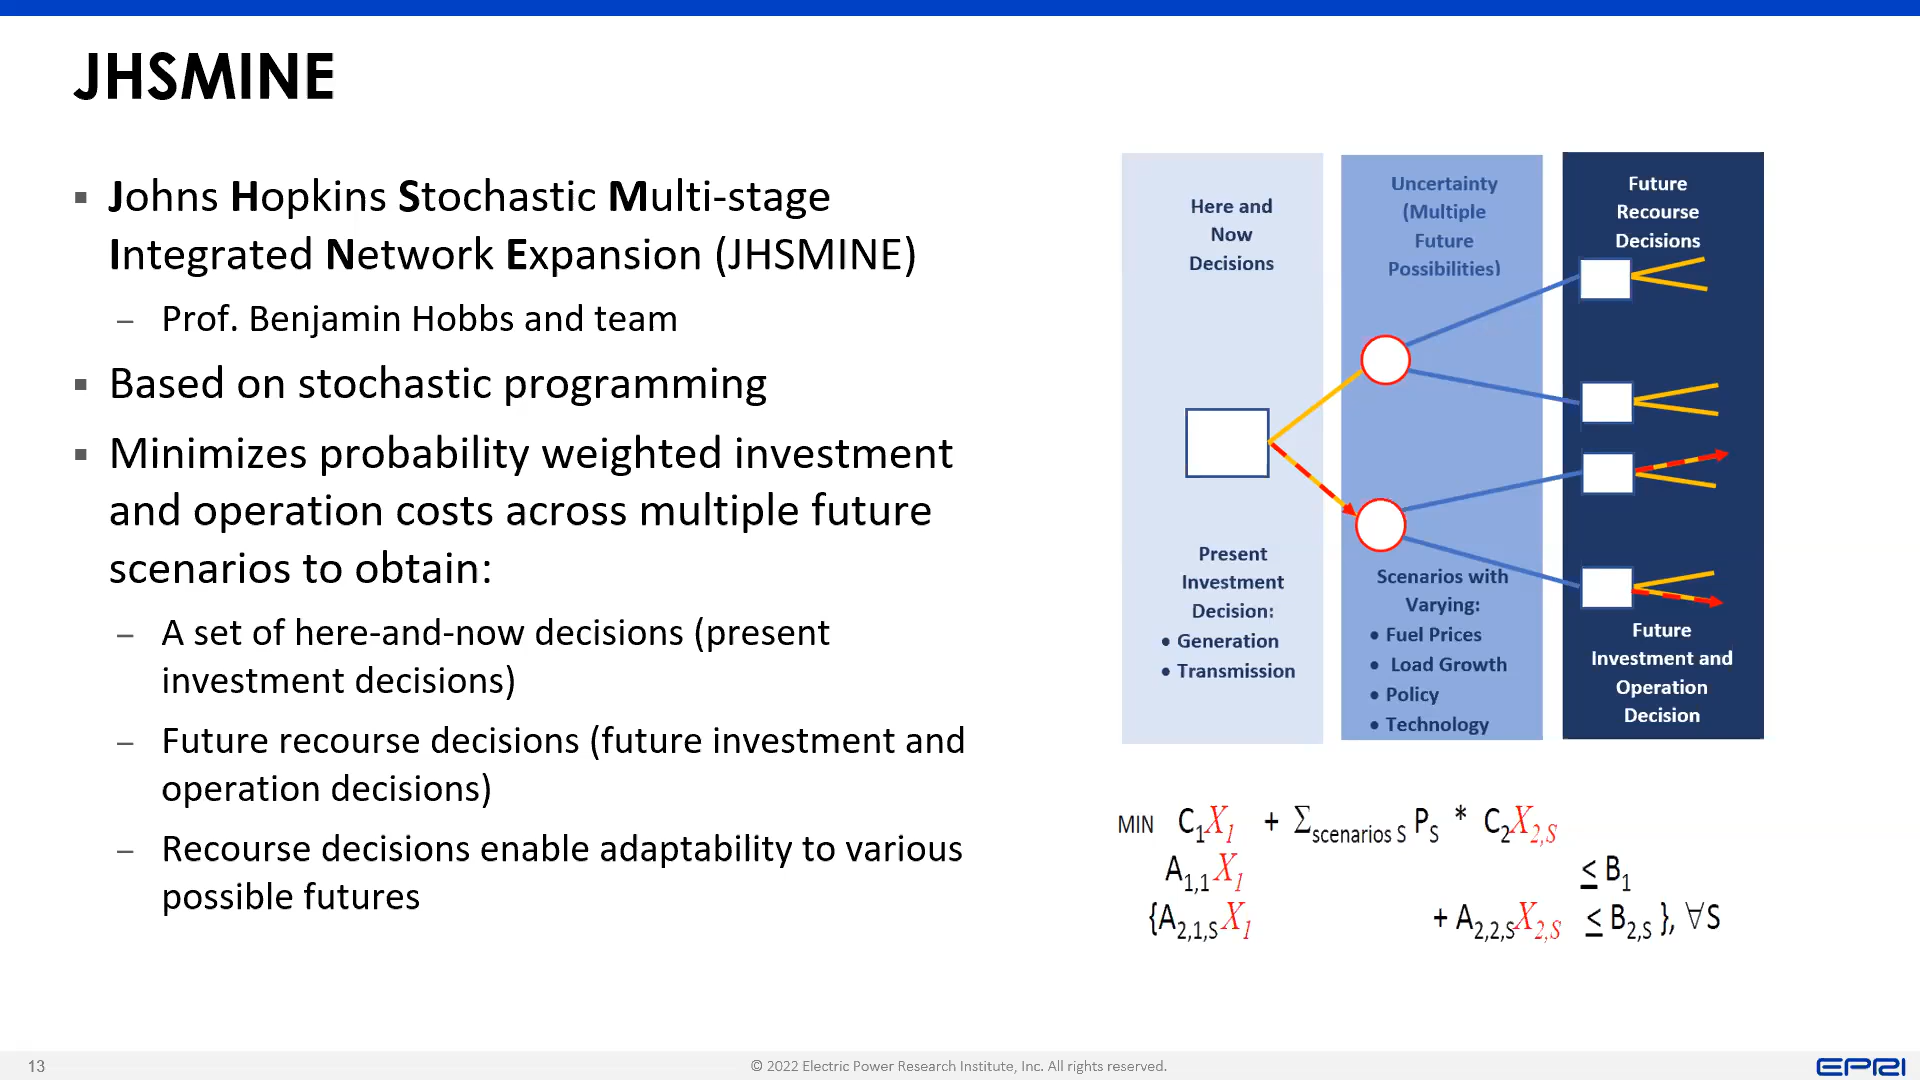 JHSMINE
▪ Johns Hopkins Stochastic Multi-stage
Integrated Network Expansion (JHSMINE)
– Prof. Benjamin Hobbs and team
▪ Based on stochastic programming
▪ Minimizes probability weighted investment
and operation costs across multiple future
scenarios to obtain:
– A set of here-and-now decisions (present
investment decisions)
– Future recourse decisions (future investment and
operation decisions)
– Recourse decisions enable adaptability to various
possible futures
Here and
Now
Decisions
Present
Investment
Decision:
• Generation
• Transmission
Uncertainty
(Multiple
Future
Possibilities)
Scenarios with
Varying:
• Fuel Prices
• Load Growth
• Policy
• Technology
Future
Recourse
Decisions
Future
Investment and
Operation
Decision
MIN C₁X₁ + Σscenarios S PS * C₂X₂,S
A₁,₁X₁ ≤ B₁
{A₂,₁,SX₁ + A₂,₂,SX₂,S ≤ B₂,S }, ∀S
13
© 2022 Electric Power Research Institute, Inc. All rights reserved.
EPRI